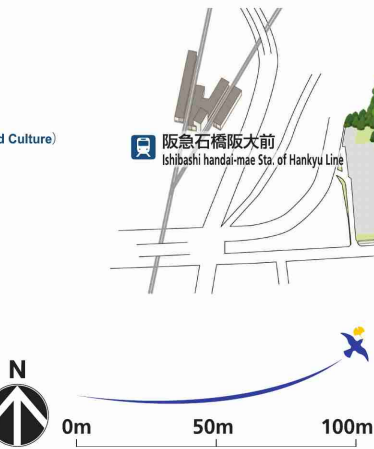 d Culture)
阪急石橋阪大前
Ishibashi handai-mae Sta. of Hankyu Line
N
0m 50m 100m